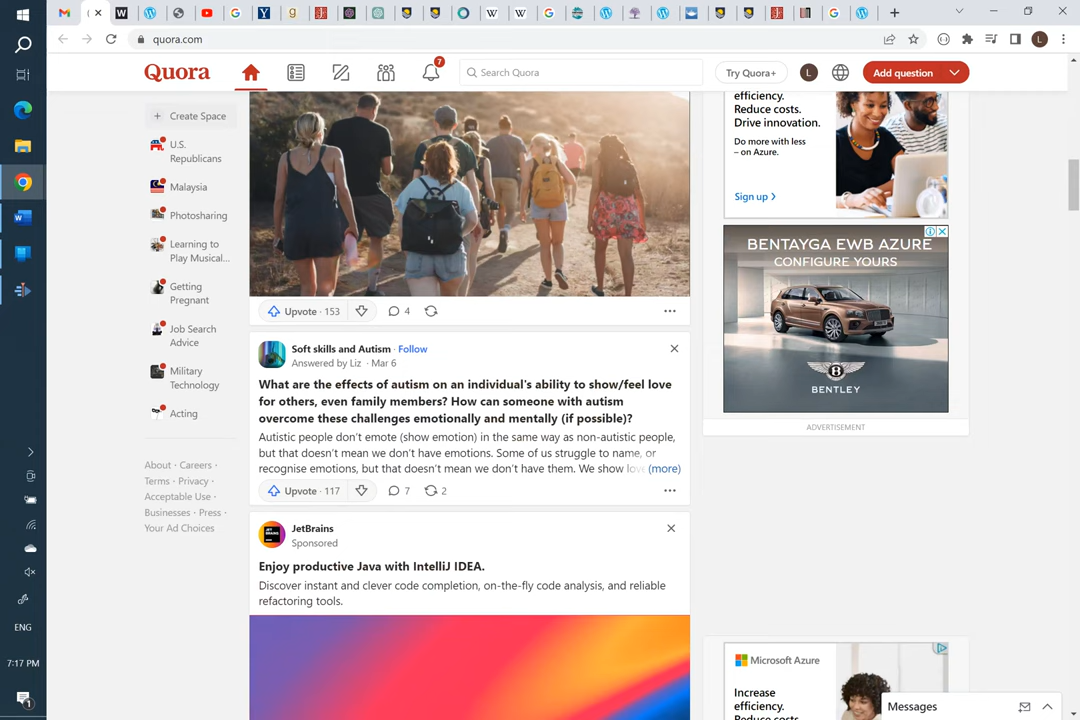 quora.com
Quora
7
Search Quora
Try Quora+
L
Add question
L
Create Space
U.S.
Republicans
Malaysia
Photosharing
Learning to
Play Musical...
Getting
Pregnant
Job Search
Advice
Military
Technology
Acting
About · Careers ·
Terms · Privacy ·
Acceptable Use ·
Businesses · Press ·
Your Ad Choices
Upvote · 153
4
Soft skills and Autism · Follow
Answered by Liz · Mar 6
What are the effects of autism on an individual's ability to show/feel love
for others, even family members? How can someone with autism
overcome these challenges emotionally and mentally (if possible)?
Autistic people don't emote (show emotion) in the same way as non-autistic people,
but that doesn't mean we don't have emotions. Some of us struggle to name, or
recognise emotions, but that doesn't mean we don't have them. We show love (more)
Upvote · 117
7
2
JET
BRAINS
JetBrains
Sponsored
Enjoy productive Java with IntelliJ IDEA.
Discover instant and clever code completion, on-the-fly code analysis, and reliable
refactoring tools.
efficiency.
Reduce costs.
Drive innovation.
Do more with less
– on Azure.
Sign up
BENTAYGA EWB AZURE
CONFIGURE YOURS
B
BENTLEY
ADVERTISEMENT
Microsoft Azure
Increase
efficiency.
Reduce costs
Messages
ENG
7:17 PM
1